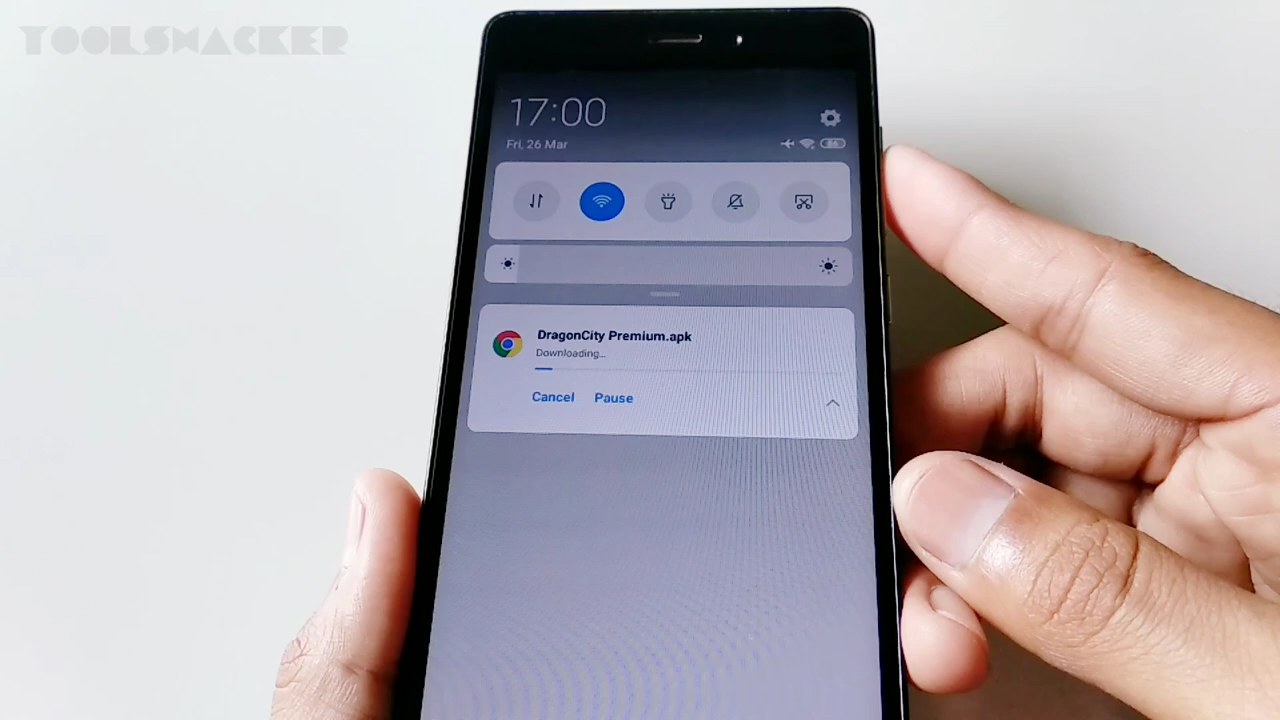 TOOLSMACKER
17:00
Fri, 26 Mar
DragonCity Premium.apk
Downloading...
Cancel Pause